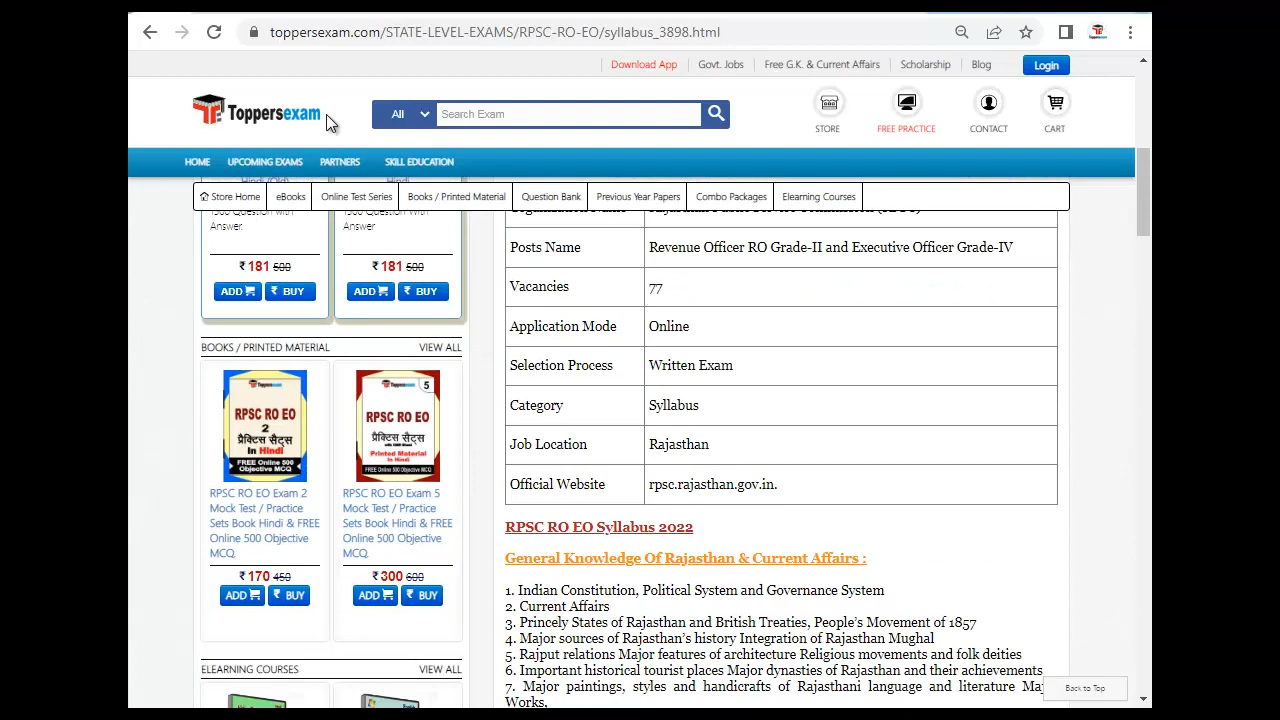 toppersexam.com/STATE-LEVEL-EXAMS/RPSC-RO-EO/syllabus_3898.html
Download App Govt. Jobs Free G.K. & Current Affairs Scholarship Blog Login
Toppersexam All Search Exam
STORE FREE PRACTICE CONTACT CART
HOME UPCOMING EXAMS PARTNERS SKILL EDUCATION
Store Home eBooks Online Test Series Books / Printed Material Question Bank Previous Year Papers Combo Packages Elearning Courses
1500 Question With Answer.
1500 Question With Answer
₹ 181 500
₹ 181 500
ADD ₹ BUY
ADD ₹ BUY
BOOKS / PRINTED MATERIAL VIEW ALL
Toppersexam
RPSC RO EO
2
प्रैक्टिस सैट्स
In Hindi
FREE Online 500
Objective MCQ
Toppersexam 5
RPSC RO EO
प्रैक्टिस सैट्स
Printed Material
In Hindi
FREE Online 500 Objective MCQ
RPSC RO EO Exam 2
Mock Test / Practice
Sets Book Hindi & FREE
Online 500 Objective
MCQ.
₹ 170 450
ADD ₹ BUY
RPSC RO EO Exam 5
Mock Test / Practice
Sets Book Hindi & FREE
Online 500 Objective
MCQ.
₹ 300 600
ADD ₹ BUY
ELEARNING COURSES VIEW ALL
Posts Name Revenue Officer RO Grade-II and Executive Officer Grade-IV
Vacancies 77
Application Mode Online
Selection Process Written Exam
Category Syllabus
Job Location Rajasthan
Official Website rpsc.rajasthan.gov.in.
RPSC RO EO Syllabus 2022
General Knowledge Of Rajasthan & Current Affairs :
1. Indian Constitution, Political System and Governance System
2. Current Affairs
3. Princely States of Rajasthan and British Treaties, People’s Movement of 1857
4. Major sources of Rajasthan’s history Integration of Rajasthan Mughal
5. Rajput relations Major features of architecture Religious movements and folk deities
6. Important historical tourist places Major dynasties of Rajasthan and their achievements
7. Major paintings, styles and handicrafts of Rajasthani language and literature
Works,
Back to Top